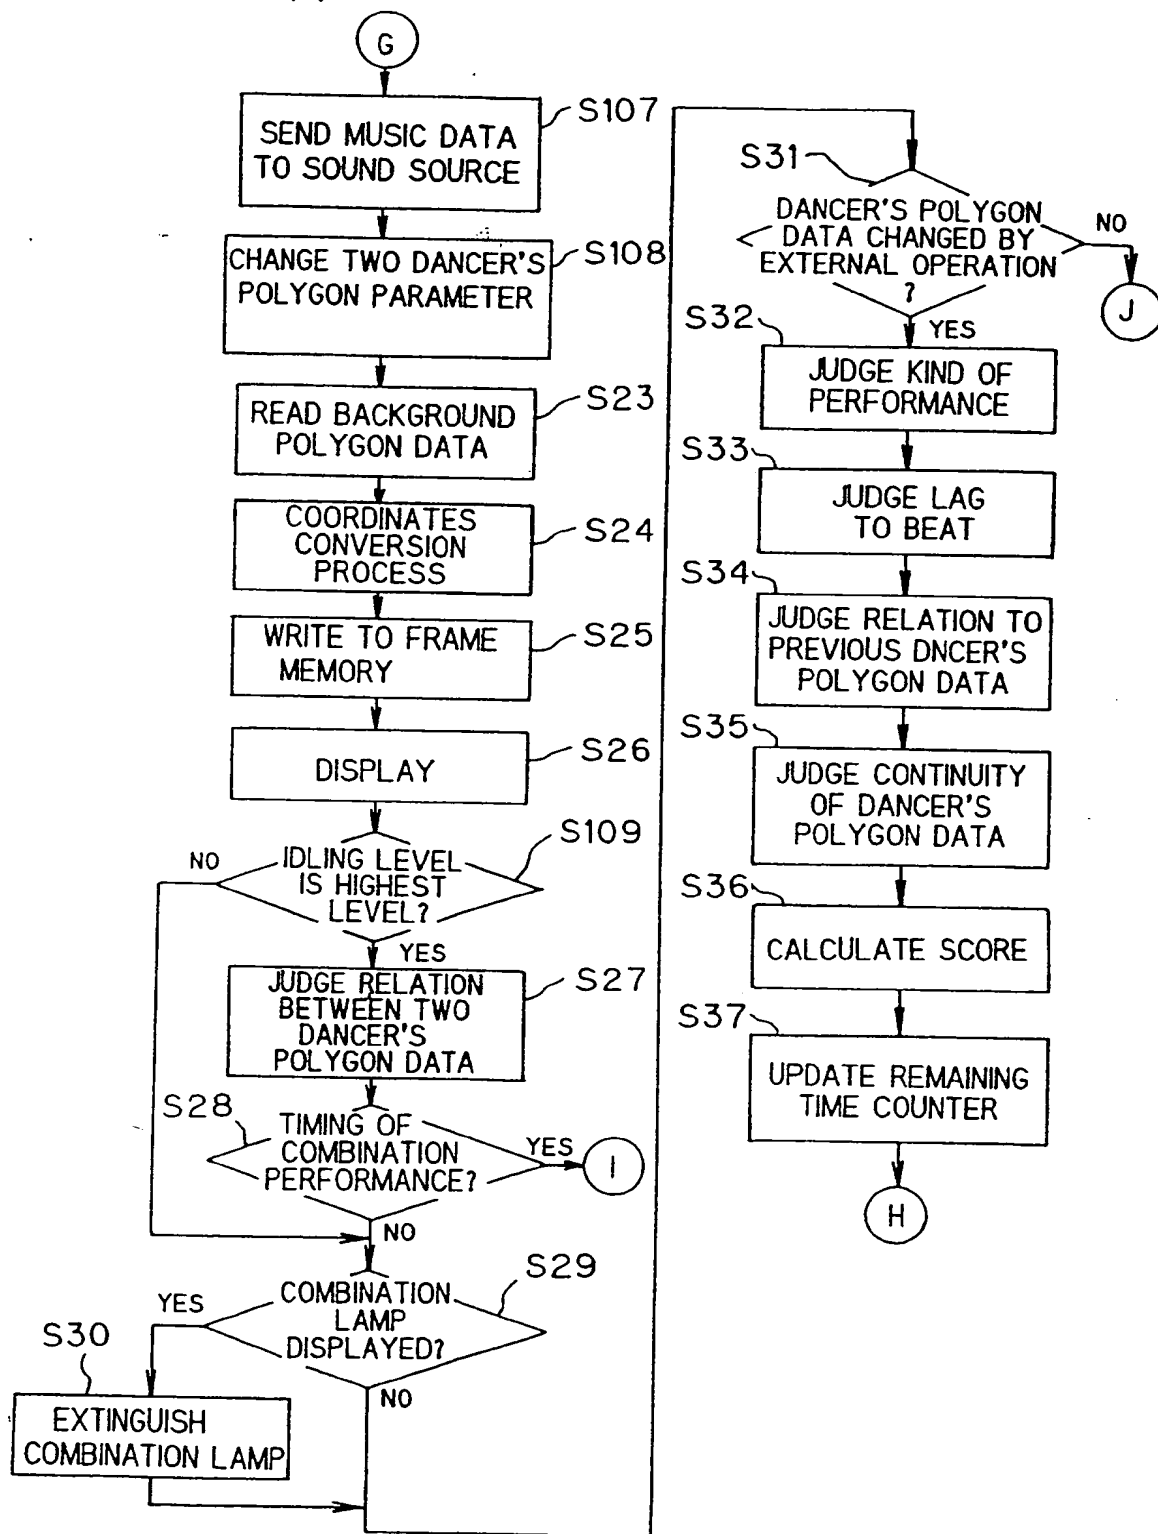 G
S107
SEND MUSIC DATA
TO SOUND SOURCE
S108
CHANGE TWO DANCER'S
POLYGON PARAMETER
S23
READ BACKGROUND
POLYGON DATA
S24
COORDINATES
CONVERSION
PROCESS
S25
WRITE TO FRAME
MEMORY
S26
DISPLAY
S109
NO
IDLING LEVEL
IS HIGHEST
LEVEL?
YES
S27
JUDGE RELATION
BETWEEN TWO
DANCER'S
POLYGON DATA
S28
TIMING OF
COMBINATION
PERFORMANCE?
YES
I
NO
S29
COMBINATION
LAMP
DISPLAYED?
YES
NO
S30
EXTINGUISH
COMBINATION LAMP
S31
DANCER'S POLYGON
DATA CHANGED BY
EXTERNAL OPERATION
?
NO
J
YES
S32
JUDGE KIND OF
PERFORMANCE
S33
JUDGE LAG
TO BEAT
S34
JUDGE RELATION TO
PREVIOUS DNCER'S
POLYGON DATA
S35
JUDGE CONTINUITY
OF DANCER'S
POLYGON DATA
S36
CALCULATE SCORE
S37
UPDATE REMAINING
TIME COUNTER
H